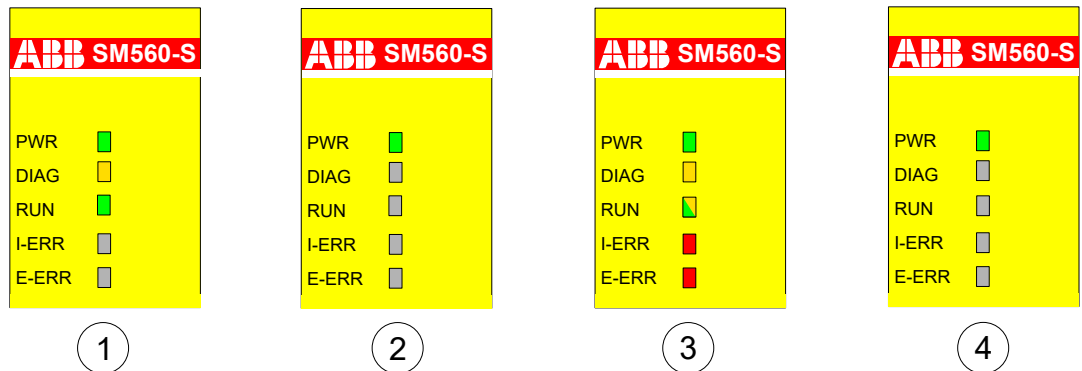 ABB SM560-S
PWR
DIAG
RUN
I-ERR
E-ERR
1
ABB SM560-S
PWR
DIAG
RUN
I-ERR
E-ERR
2
ABB SM560-S
PWR
DIAG
RUN
I-ERR
E-ERR
3
ABB SM560-S
PWR
DIAG
RUN
I-ERR
E-ERR
4